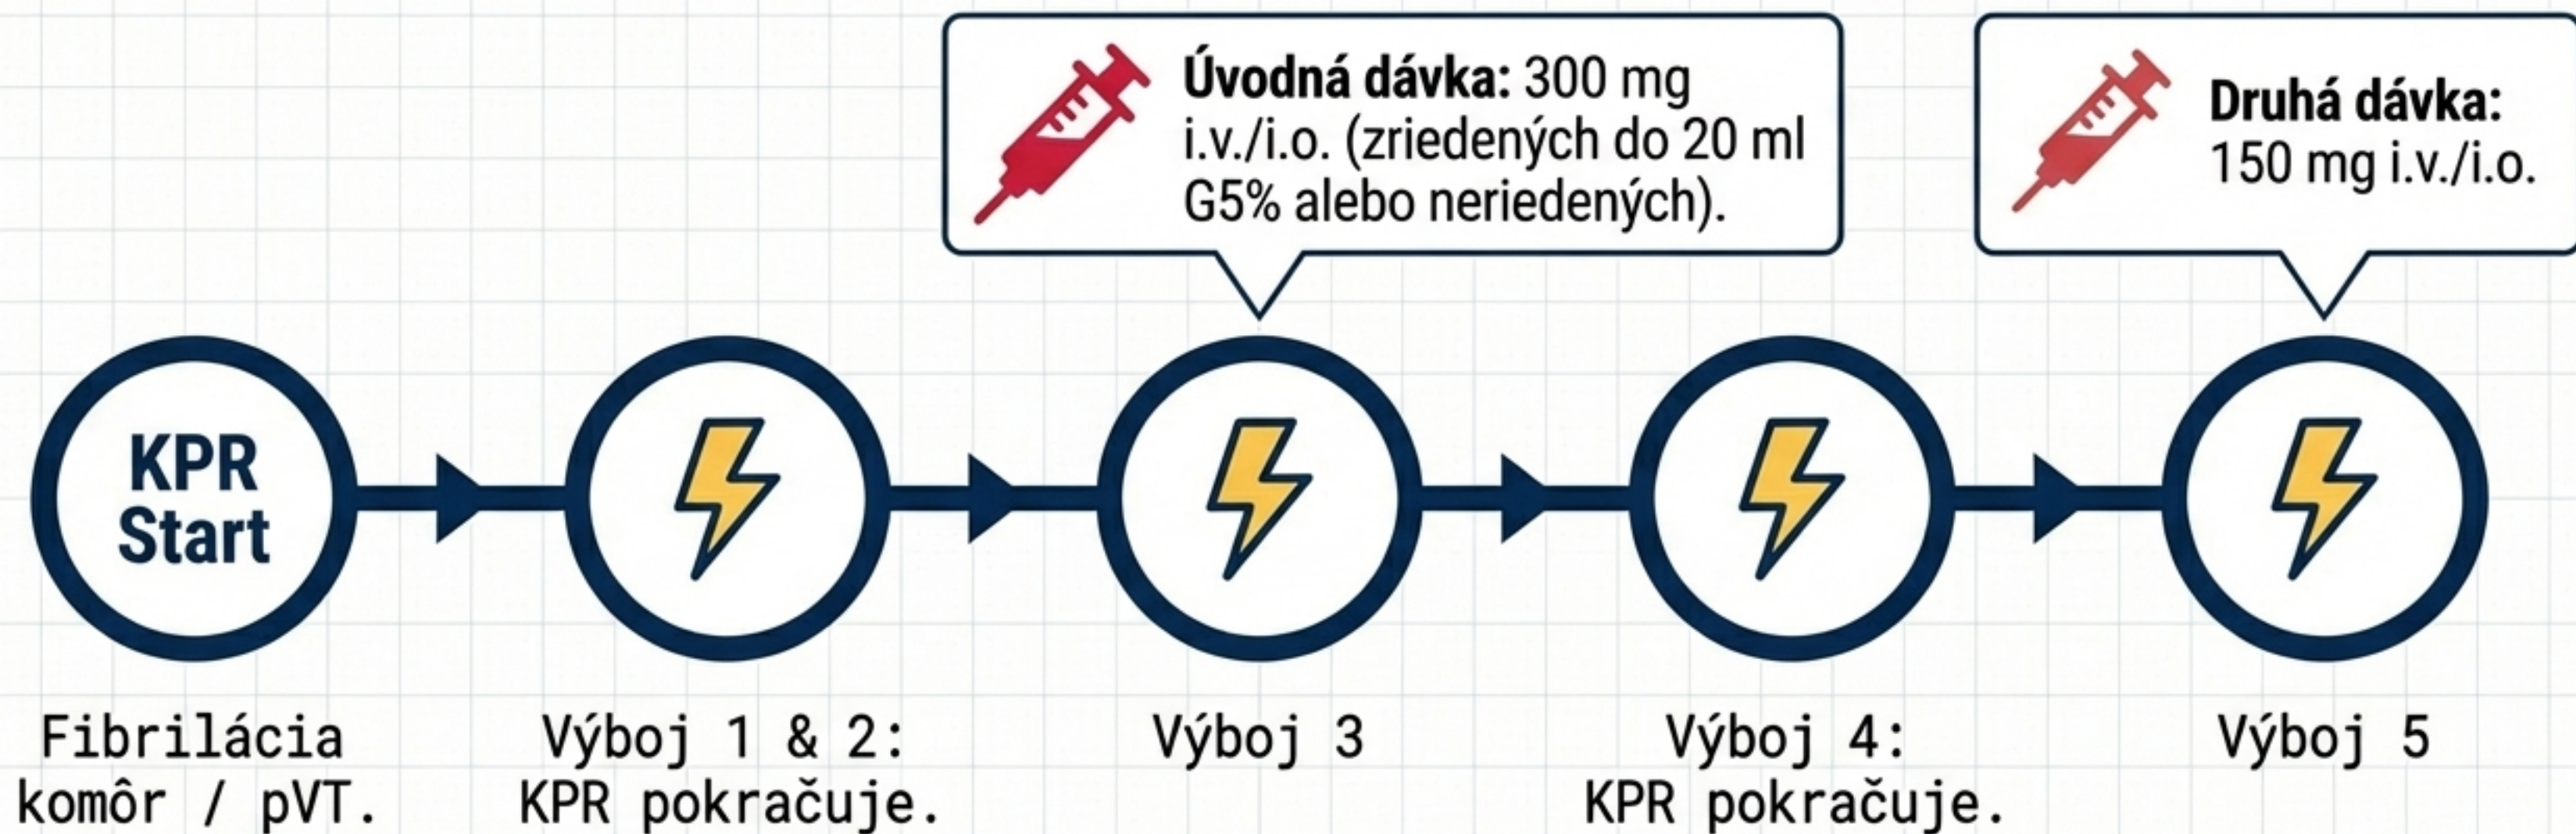 Úvodná dávka: 300 mg
i.v./i.o. (zriedených do 20 ml
G5% alebo neriedených).
Druhá dávka:
150 mg i.v./i.o.
KPR
Start
Fibrilácia
komôr / pVT.
Výboj 1 & 2:
KPR pokračuje.
Výboj 3
Výboj 4:
KPR pokračuje.
Výboj 5